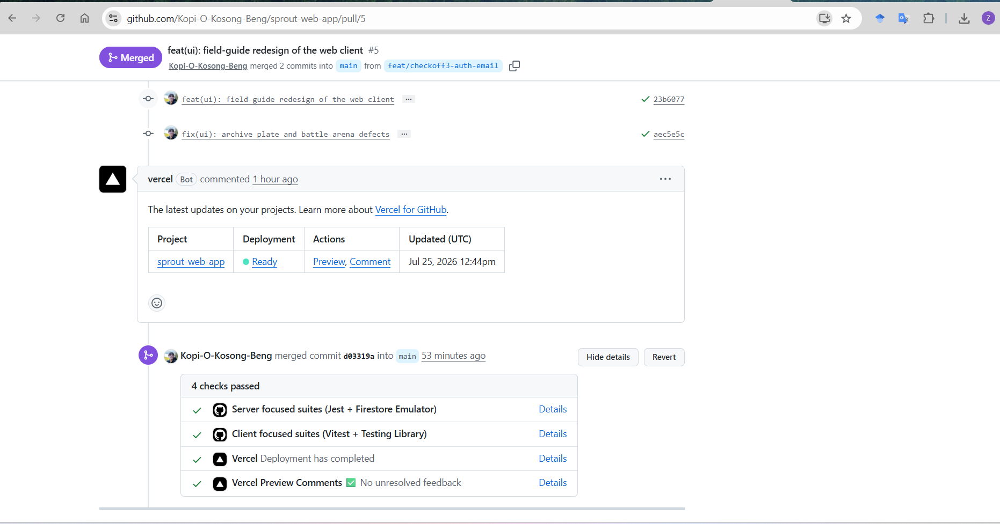 github.com/Kopi-O-Kosong-Beng/sprout-web-app/pull/5
Z
Merged
feat(ui): field-guide redesign of the web client #5
Kopi-O-Kosong-Beng merged 2 commits into main from feat/checkoff3-auth-email
feat(ui): field-guide redesign of the web client ... 23b6077
fix(ui): archive plate and battle arena defects ... aec5e5c
vercel Bot commented 1 hour ago
The latest updates on your projects. Learn more about Vercel for GitHub.
Project Deployment Actions Updated (UTC)
sprout-web-app Ready Preview, Comment Jul 25, 2026 12:44pm
Kopi-O-Kosong-Beng merged commit d03319a into main 53 minutes ago Hide details Revert
4 checks passed
Server focused suites (Jest + Firestore Emulator) Details
Client focused suites (Vitest + Testing Library) Details
Vercel Deployment has completed Details
Vercel Preview Comments ✅ No unresolved feedback Details